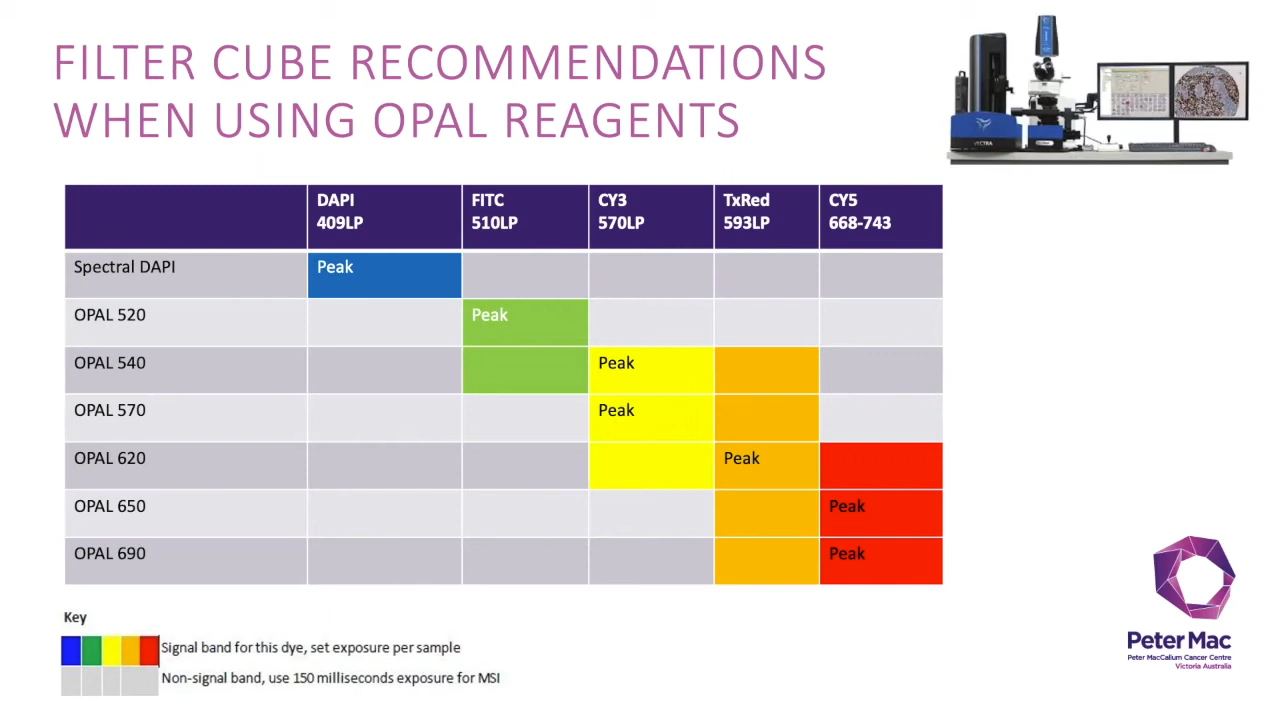 FILTER CUBE RECOMMENDATIONS
WHEN USING OPAL REAGENTS
VECTRA
DAPI
409LP
FITC
510LP
CY3
570LP
TxRed
593LP
CY5
668-743
Spectral DAPI
Peak
OPAL 520
Peak
OPAL 540
Peak
OPAL 570
Peak
OPAL 620
Peak
OPAL 650
Peak
OPAL 690
Peak
Key
Signal band for this dye, set exposure per sample
Non-signal band, use 150 milliseconds exposure for MSI
Peter Mac
Peter MacCallum Cancer Centre
Victoria Australia